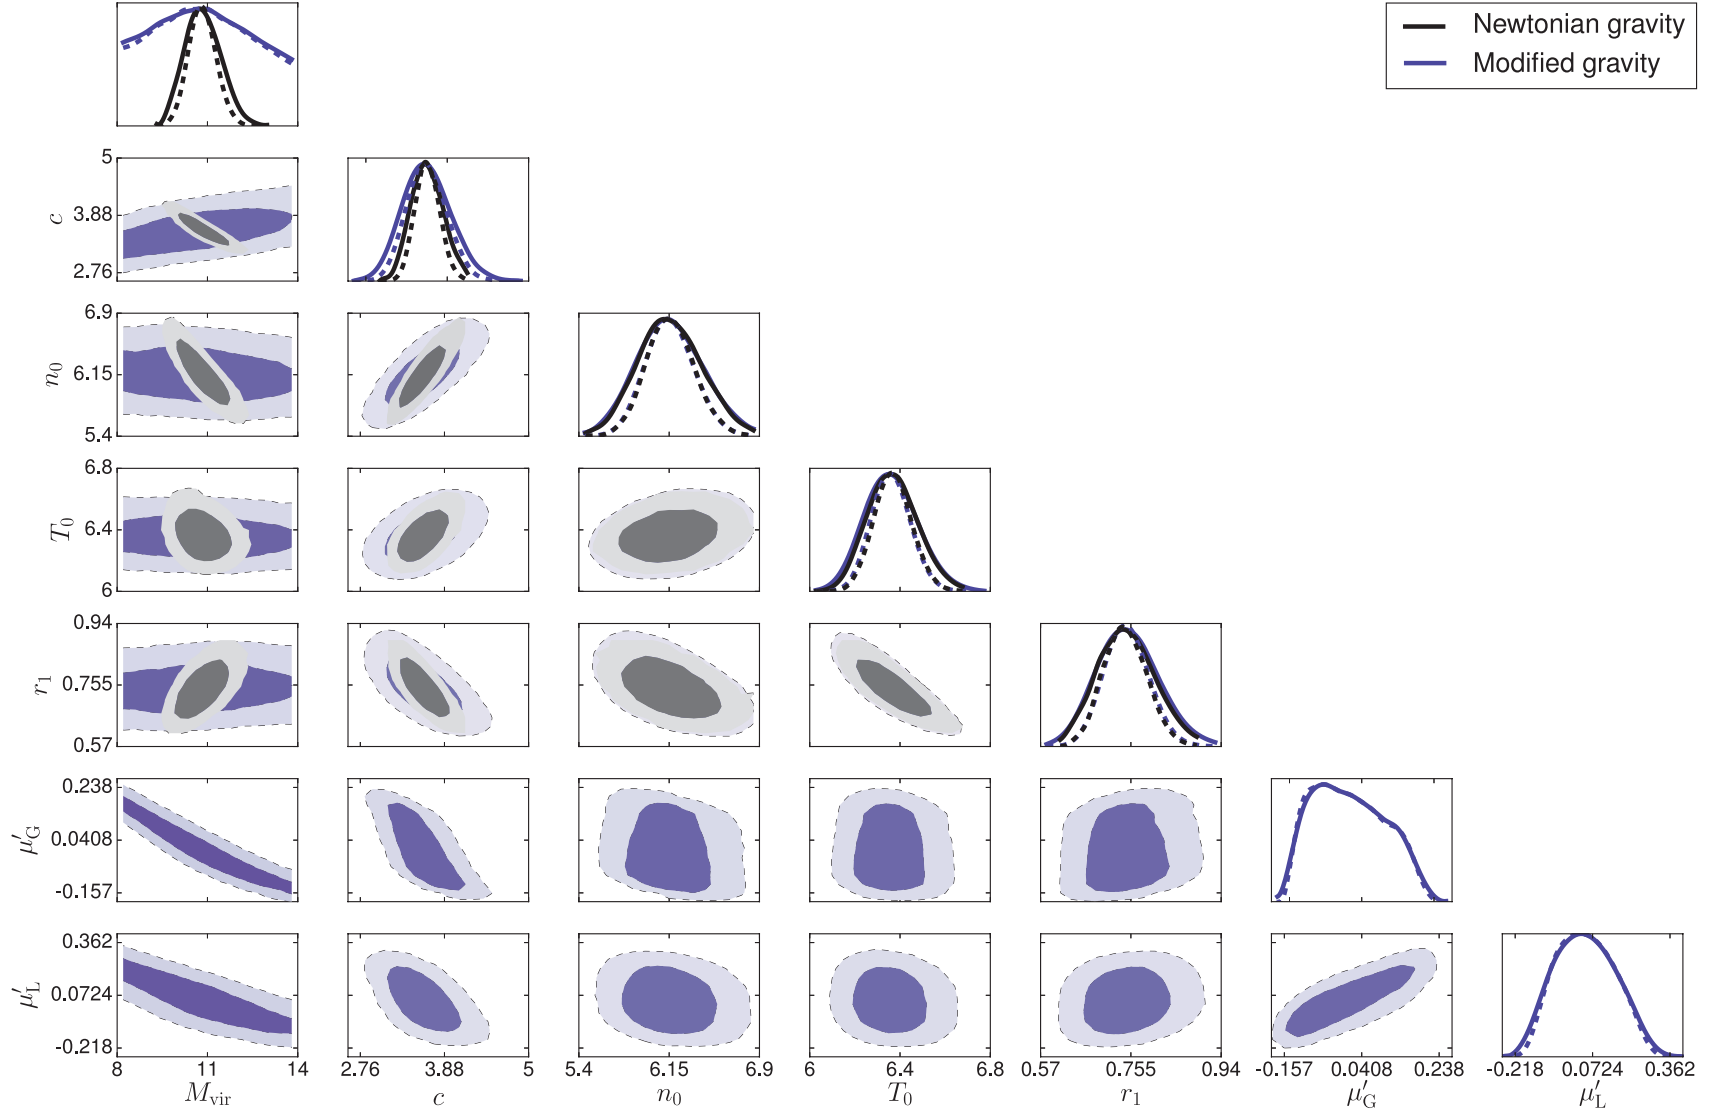 Newtonian gravity
Modified gravity
5
3.88
2.76
c
6.9
6.15
5.4
n0
6.8
6.4
6
T0
0.94
0.755
0.57
r1
0.238
0.0408
-0.157
μ′G
0.362
0.0724
-0.218
μ′L
8 11 14 2.76 3.88 5 5.4 6.15 6.9 6 6.4 6.8 0.57 0.755 0.94 -0.157 0.0408 0.238 -0.218 0.0724 0.362
Mvir c n0 T0 r1 μ′G μ′L